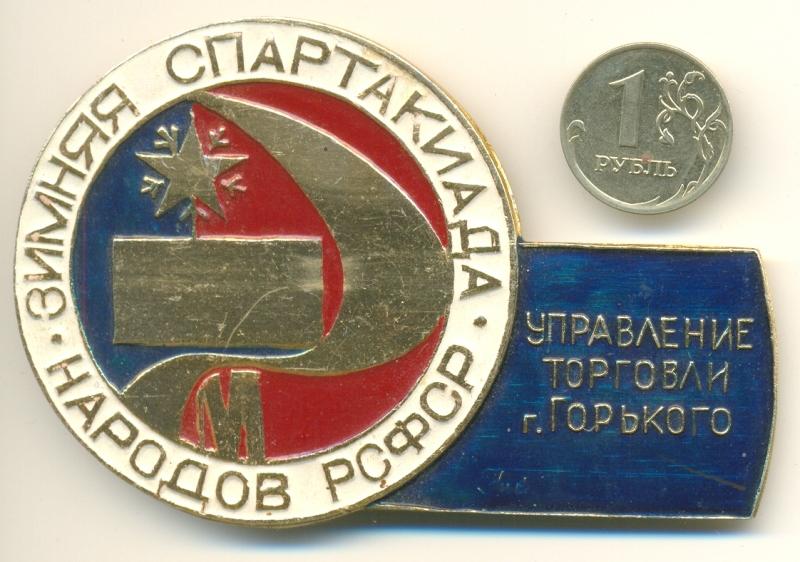 ЗИМНЯЯ СПАРТАКИАДА
НАРОДОВ РСФСР
М
1
РУБЛЬ
УПРАВЛЕНИЕ
ТОРГОВЛИ
г. ГОРЬКОГО